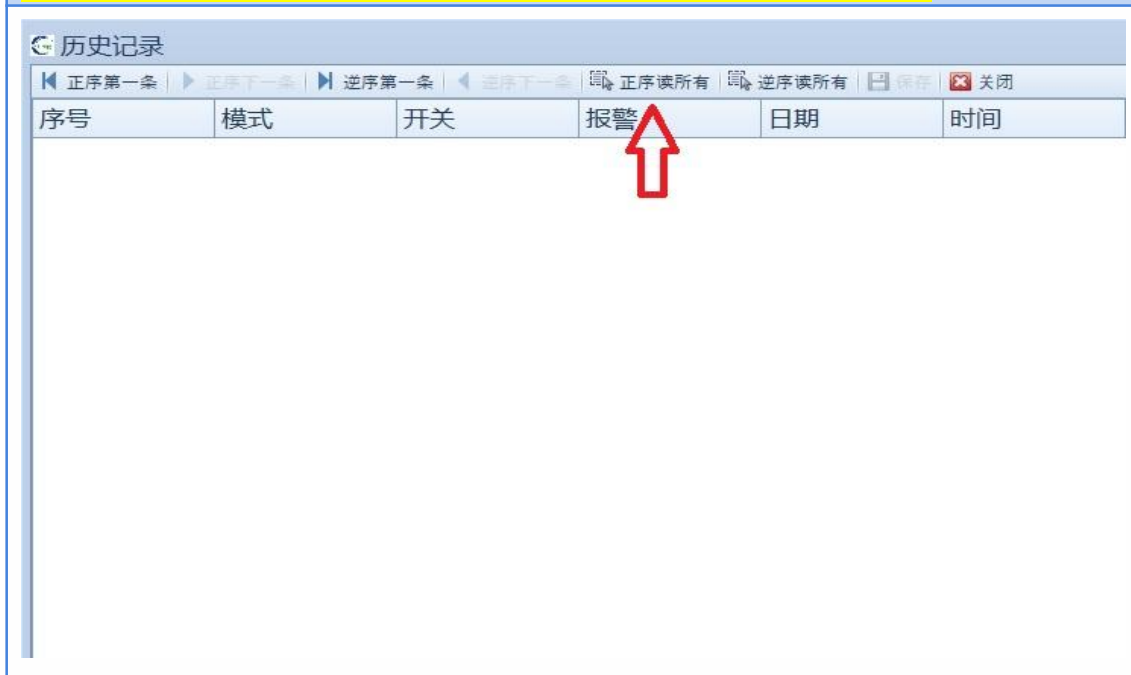 历史记录
正序第一条 正序下一条 逆序第一条 逆序下一条 正序读所有 逆序读所有 保存 关闭
序号 模式 开关 报警 日期 时间